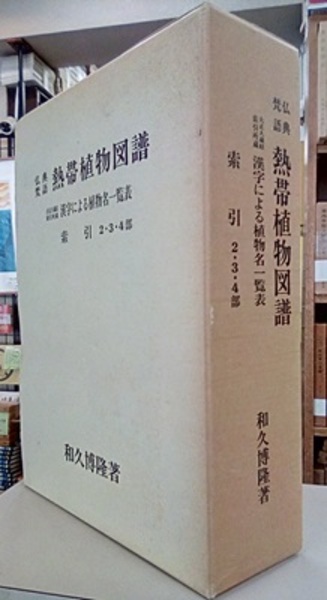 仏典
梵語
熱帯植物図譜
漢字による植物名一覧表
索引 2・3・4部
和久博隆著
仏典
梵語
熱帯植物図譜
漢字による植物名一覧表
索引 2・3・4部
和久博隆著